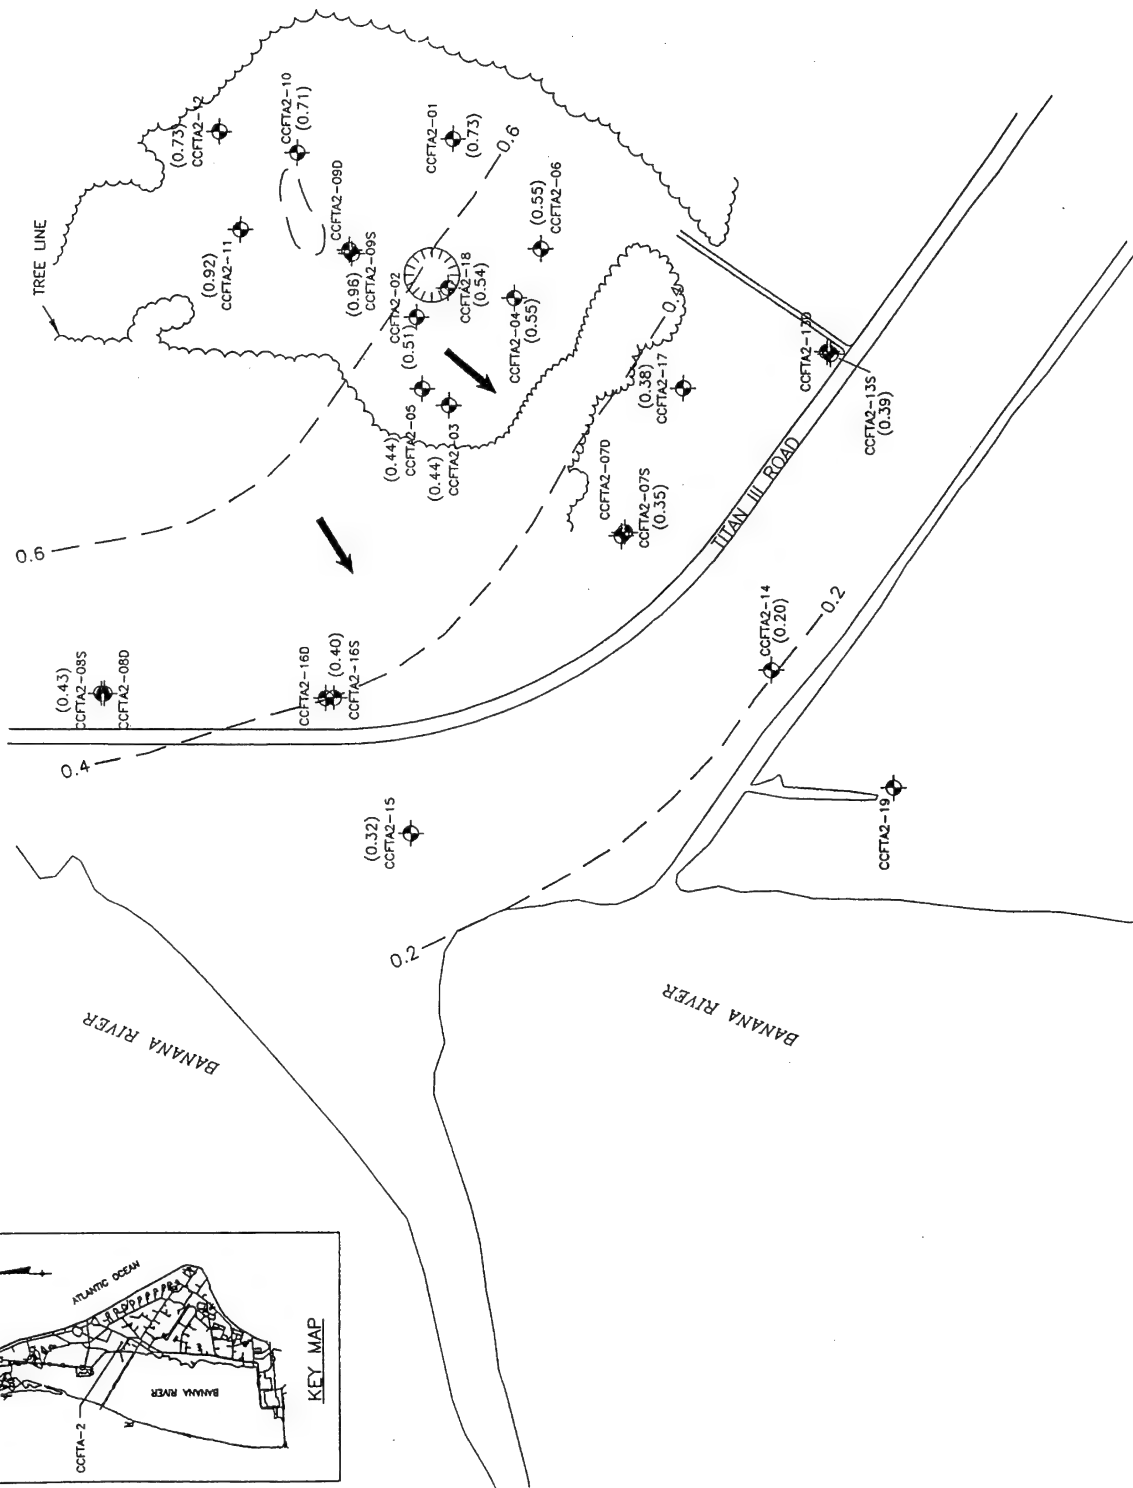 TREE LINE
(0.73)
CCFTA2-12
CCFTA2-10
(0.71)
CCFTA2-01
(0.73)
0.6
(0.92)
CCFTA2-11
CCFTA2-09D
(0.96)
CCFTA2-09S
CCFTA2-02
(0.51)
CCFTA2-18
(0.54)
(0.55)
CCFTA2-06
CCFTA2-04
(0.55)
(0.44)
CCFTA2-05
(0.44)
CCFTA2-03
(0.38)
CCFTA2-17
CCFTA2-13D
CCFTA2-13S
(0.39)
CCFTA2-07D
CCFTA2-07S
(0.35)
TITAN III ROAD
0.6
(0.43)
CCFTA2-08S
CCFTA2-08D
CCFTA2-16D
(0.40)
CCFTA2-16S
0.4
CCFTA2-14
(0.20)
0.2
(0.32)
CCFTA2-15
CCFTA2-19
0.2
BANANA RIVER
BANANA RIVER
ATLANTIC OCEAN
BANANA RIVER
CCFTA-2
KEY MAP